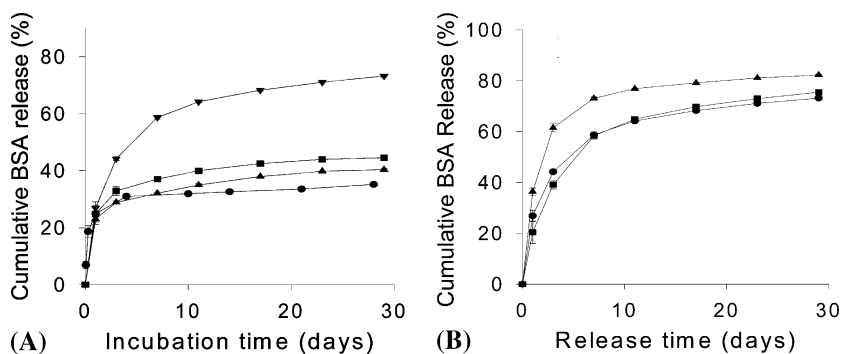 Cumulative BSA release (%)
80
60
40
20
0
0 10 20 30
(A) Incubation time (days)
Cumulative BSA Release (%)
100
80
60
40
20
0
0 10 20 30
(B) Release time (days)